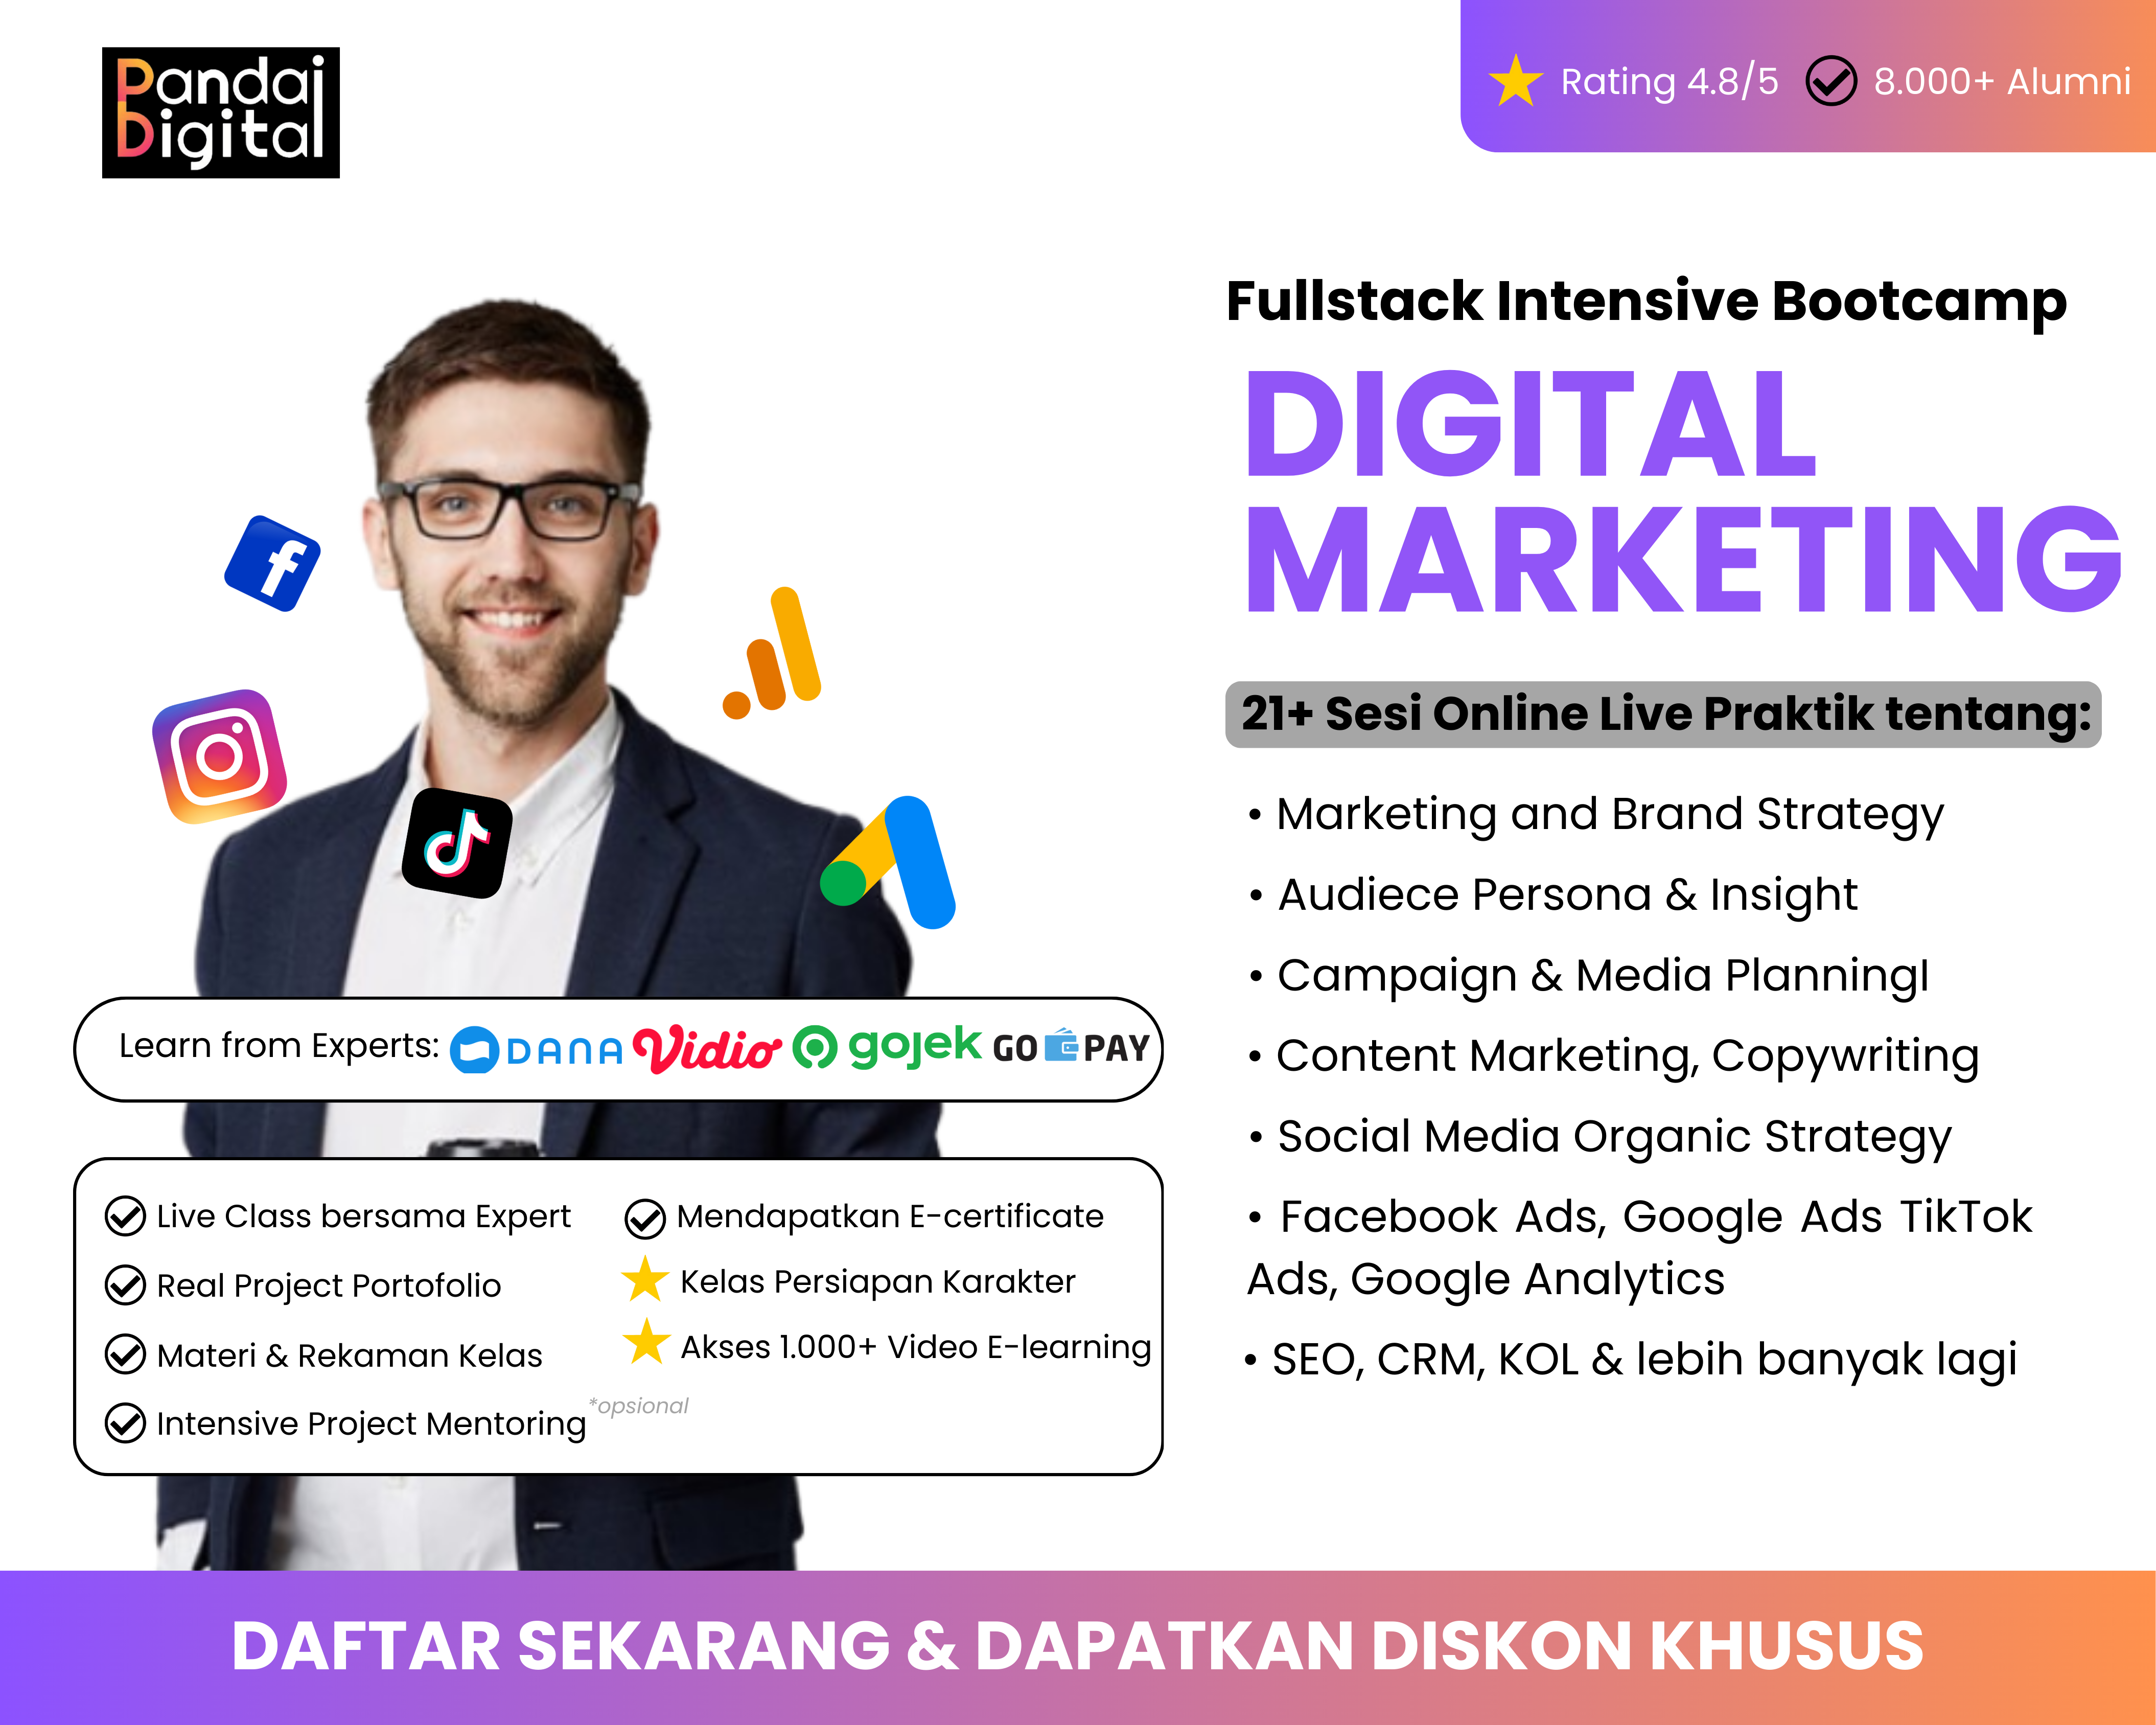 Pandai
Digital
Rating 4.8/5 8.000+ Alumni
Fullstack Intensive Bootcamp
DIGITAL
MARKETING
21+ Sesi Online Live Praktik tentang:
• Marketing and Brand Strategy
• Audiece Persona & Insight
• Campaign & Media PlanningI
• Content Marketing, Copywriting
• Social Media Organic Strategy
• Facebook Ads, Google Ads TikTok
Ads, Google Analytics
• SEO, CRM, KOL & lebih banyak lagi
Learn from Experts: DANA Vidio gojek GO PAY
Live Class bersama Expert
Real Project Portofolio
Materi & Rekaman Kelas
Intensive Project Mentoring *opsional
Mendapatkan E-certificate
Kelas Persiapan Karakter
Akses 1.000+ Video E-learning
DAFTAR SEKARANG & DAPATKAN DISKON KHUSUS